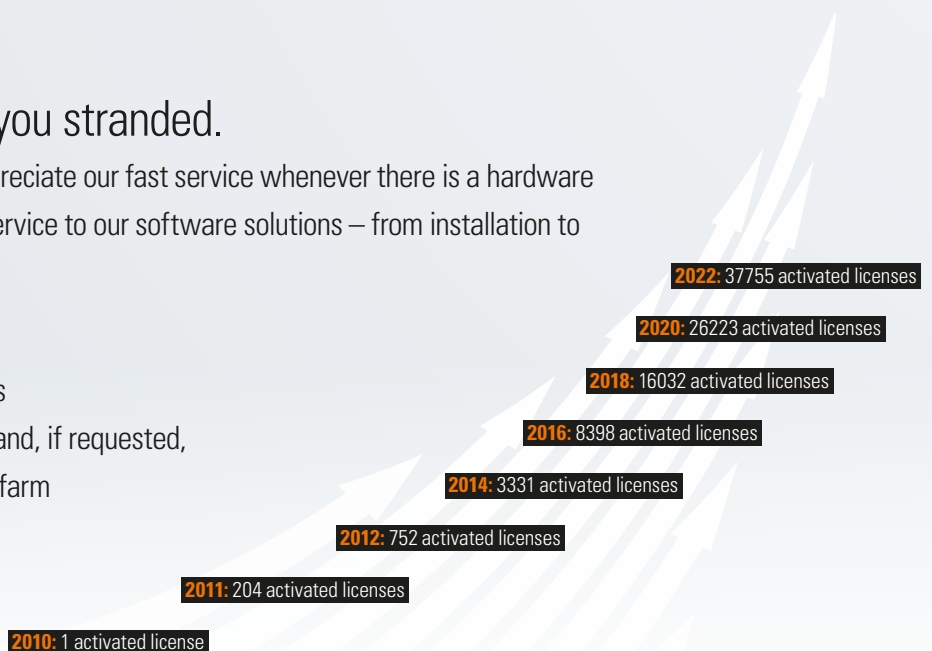 you stranded.
reciate our fast service whenever there is a hardware
ervice to our software solutions – from installation to
2022: 37755 activated licenses
2020: 26223 activated licenses
2018: 16032 activated licenses
s
2016: 8398 activated licenses
and, if requested,
2014: 3331 activated licenses
farm
2012: 752 activated licenses
2011: 204 activated licenses
2010: 1 activated license